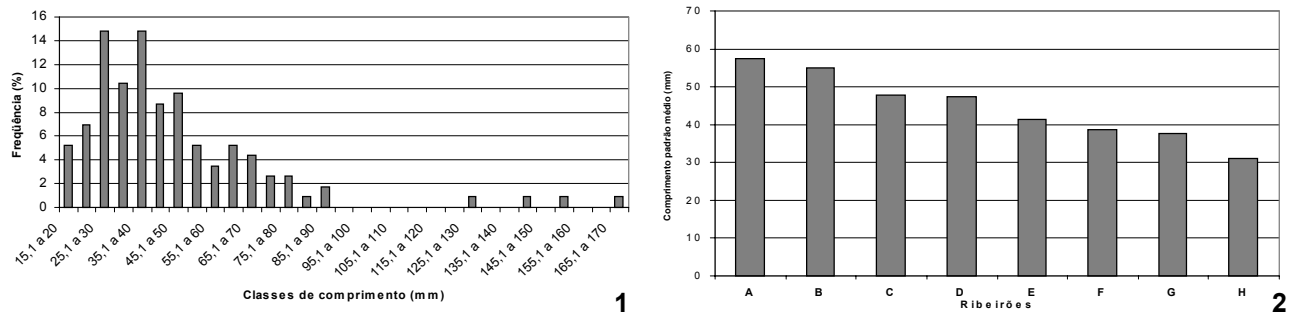 16
14
12
10
8
6
4
2
0
Freqüência (%)
15,1 a 20
25,1 a 30
35,1 a 40
45,1 a 50
55,1 a 60
65,1 a 70
75,1 a 80
85,1 a 90
95,1 a 100
105,1 a 110
115,1 a 120
125,1 a 130
135,1 a 140
145,1 a 150
155,1 a 160
165,1 a 170
Classes de comprimento (mm)
1
70
60
50
40
30
20
10
0
Comprimento padrão médio (mm)
A B C D E F G H
Ribeirões
2